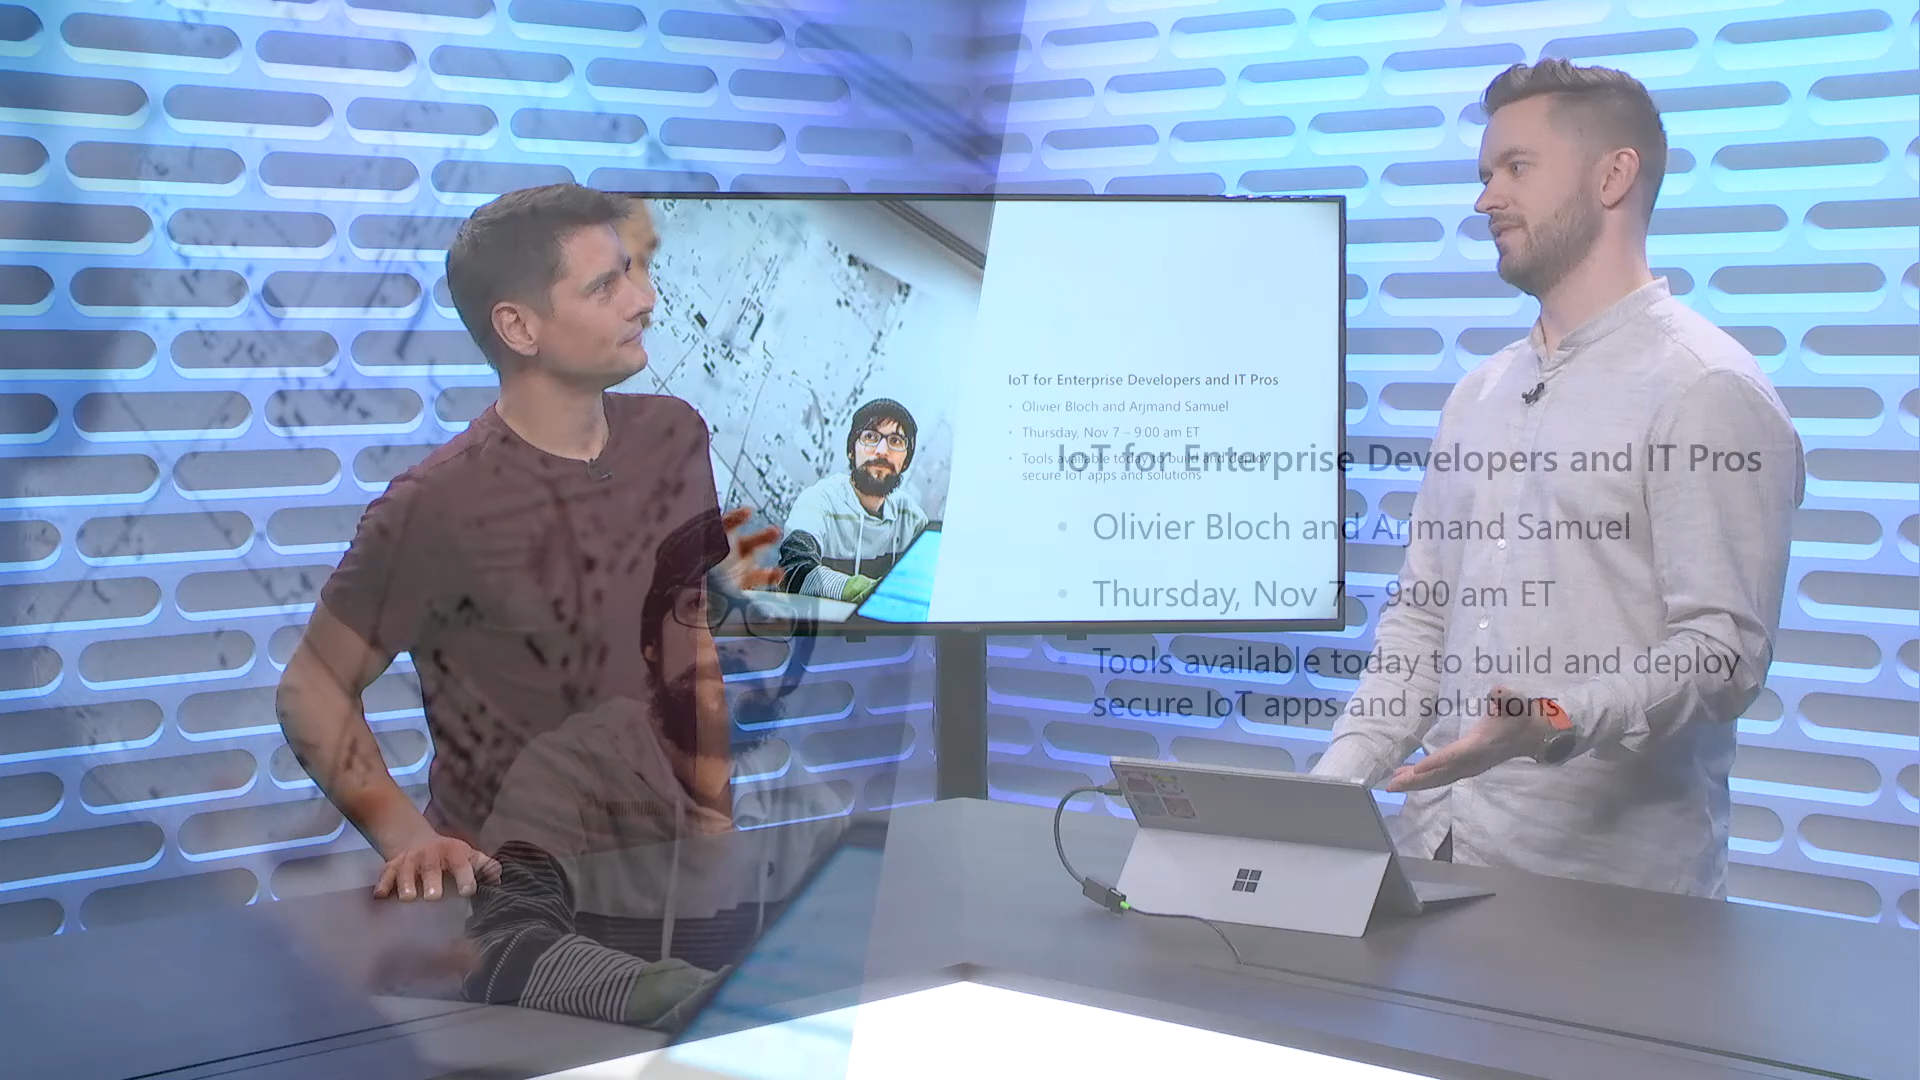 IoT for Enterprise Developers and IT Pros
Olivier Bloch and Arjmand Samuel
Thursday, Nov 7 – 9:00 am ET
Tools available today to build and deploy
secure IoT apps and solutions
IoT for Enterprise Developers and IT Pros
Olivier Bloch and Arjmand Samuel
Thursday, Nov 7 – 9:00 am ET
Tools available today to build and deploy
secure IoT apps and solutions